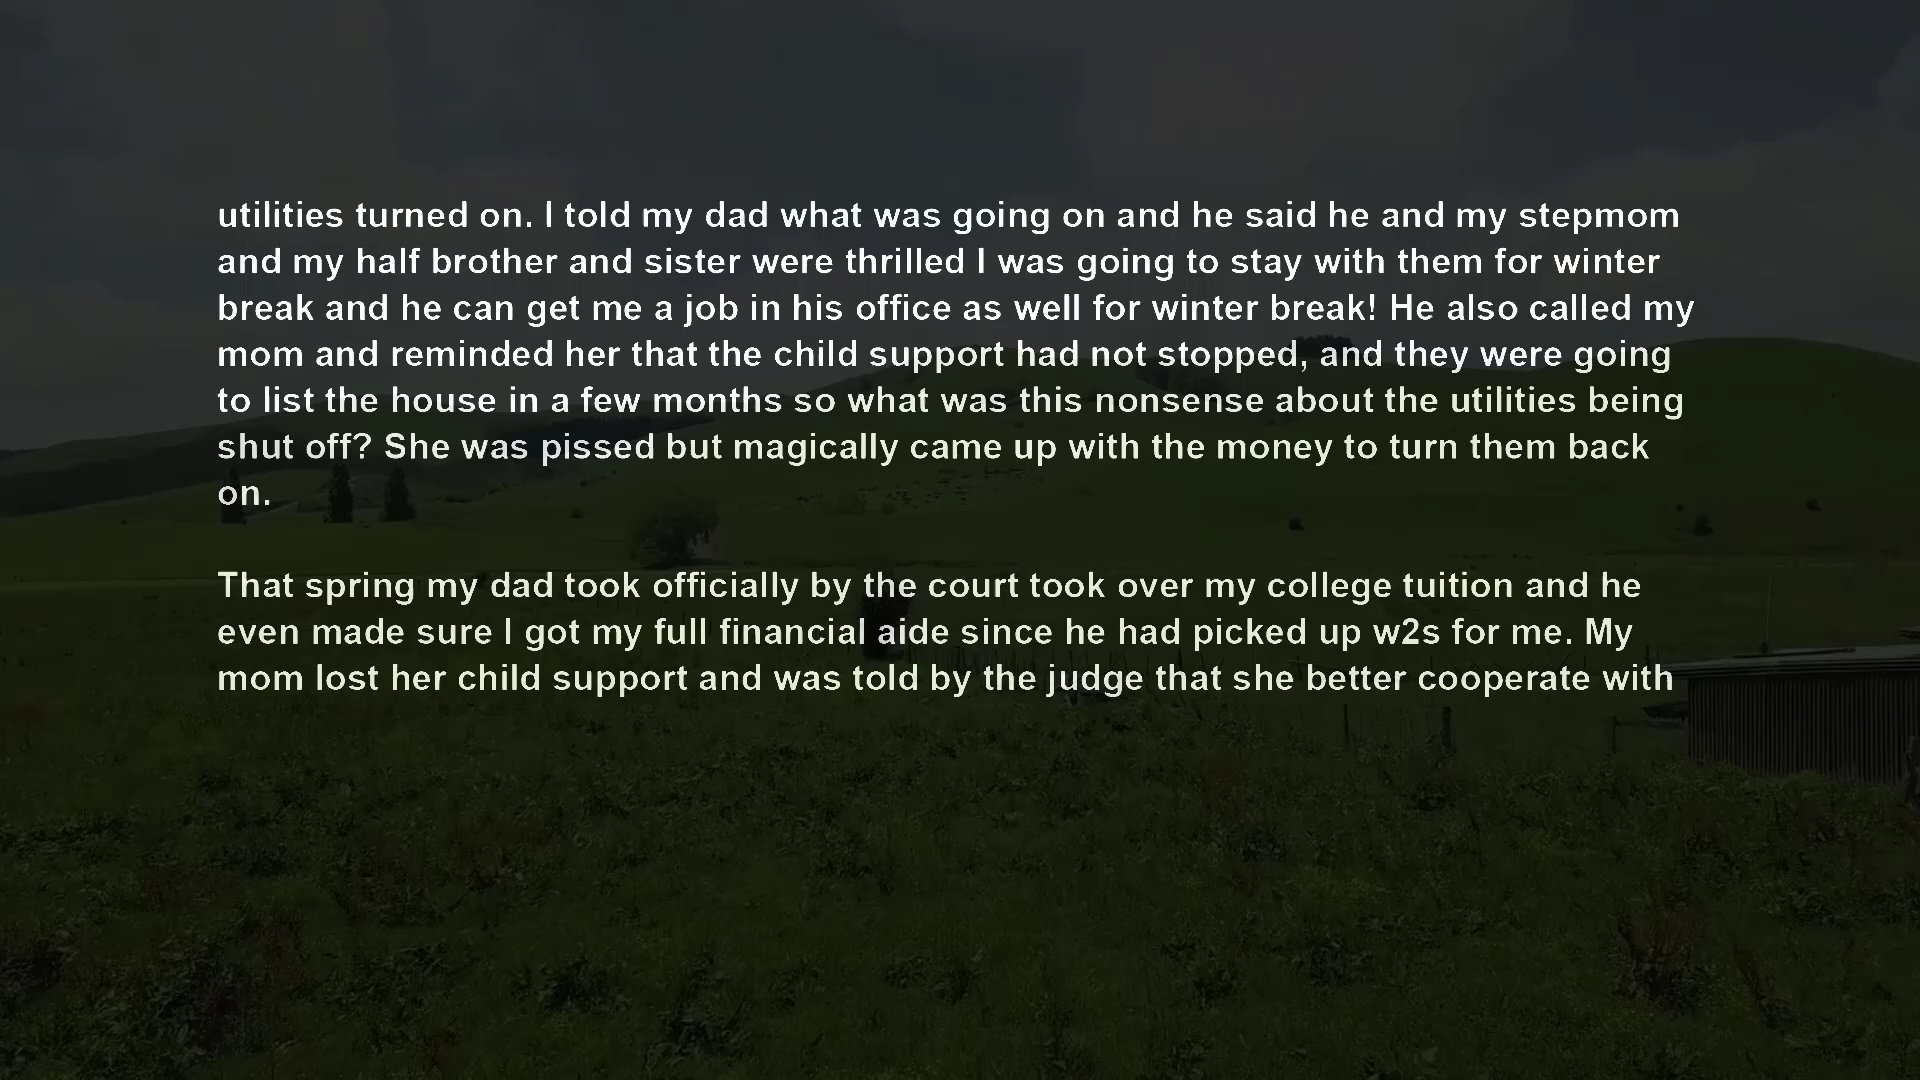 utilities turned on. I told my dad what was going on and he said he and my stepmom
and my half brother and sister were thrilled I was going to stay with them for winter
break and he can get me a job in his office as well for winter break! He also called my
mom and reminded her that the child support had not stopped, and they were going
to list the house in a few months so what was this nonsense about the utilities being
shut off? She was pissed but magically came up with the money to turn them back
on.
That spring my dad took officially by the court took over my college tuition and he
even made sure I got my full financial aide since he had picked up w2s for me. My
mom lost her child support and was told by the judge that she better cooperate with